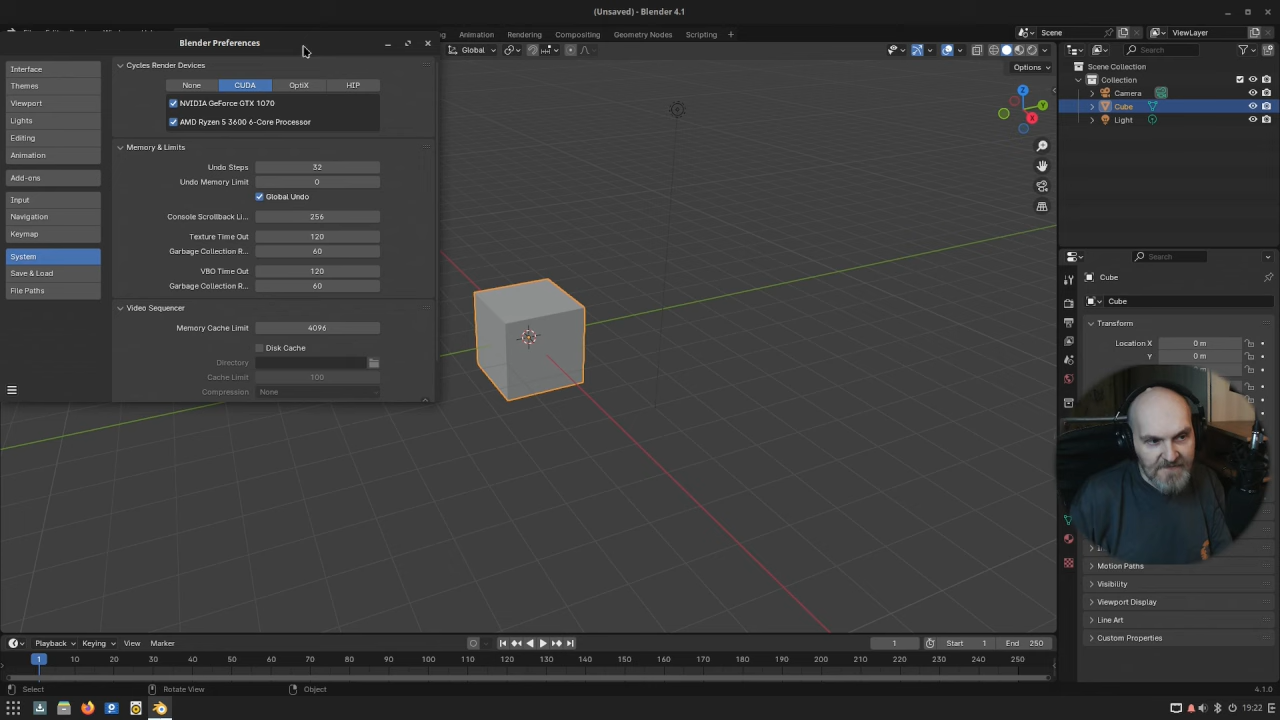 (Unsaved) - Blender 4.1
Animation Rendering Compositing Geometry Nodes Scripting
Scene
ViewLayer
Blender Preferences
Global
Options
Search
Interface
Themes
Viewport
Lights
Editing
Animation
Add-ons
Input
Navigation
Keymap
System
Save & Load
File Paths
Cycles Render Devices
None CUDA OptiX HIP
NVIDIA GeForce GTX 1070
AMD Ryzen 5 3600 6-Core Processor
Memory & Limits
Undo Steps 32
Undo Memory Limit 0
Global Undo
Console Scrollback Li... 256
Texture Time Out 120
Garbage Collection R... 60
VBO Time Out 120
Garbage Collection R... 60
Video Sequencer
Memory Cache Limit 4096
Disk Cache
Directory
Cache Limit 100
Compression None
Z
Y
X
Scene Collection
Collection
Camera
Cube
Light
Search
Cube
Cube
Transform
Location X 0 m
Y 0 m
Motion Paths
Visibility
Viewport Display
Line Art
Custom Properties
Playback Keying View Marker
1 Start 1 End 250
1 10 20 30 40 50 60 70 80 90 100 110 120 130 140 150 160 170 180 190 200 210 220 230 240 250
Select Rotate View Object
4.1.0
19:22